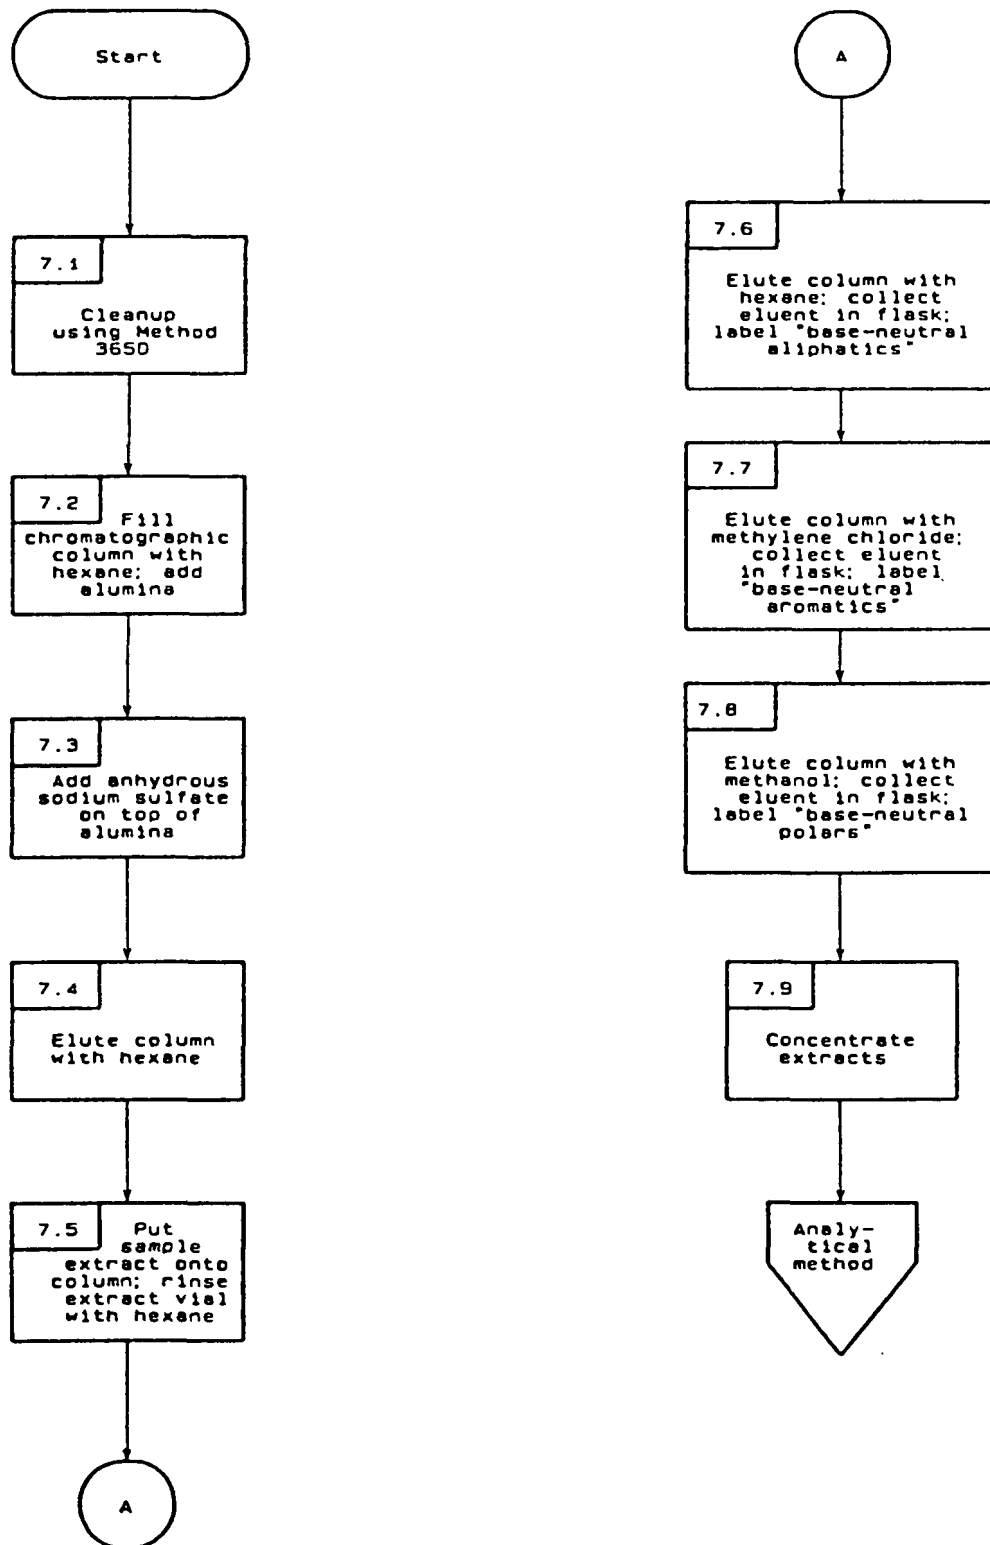 Start
7.1
Cleanup
using Method
3650
7.2
Fill
chromatographic
column with
hexane; add
alumina
7.3
Add anhydrous
sodium sulfate
on top of
alumina
7.4
Elute column
with hexane
7.5
Put
sample
extract onto
column; rinse
extract vial
with hexane
A
A
7.6
Elute column with
hexane; collect
eluent in flask;
label "base-neutral
aliphatics"
7.7
Elute column with
methylene chloride;
collect eluent
in flask; label
"base-neutral
aromatics"
7.8
Elute column with
methanol; collect
eluent in flask;
label "base-neutral
polars"
7.9
Concentrate
extracts
Analy-
tical
method